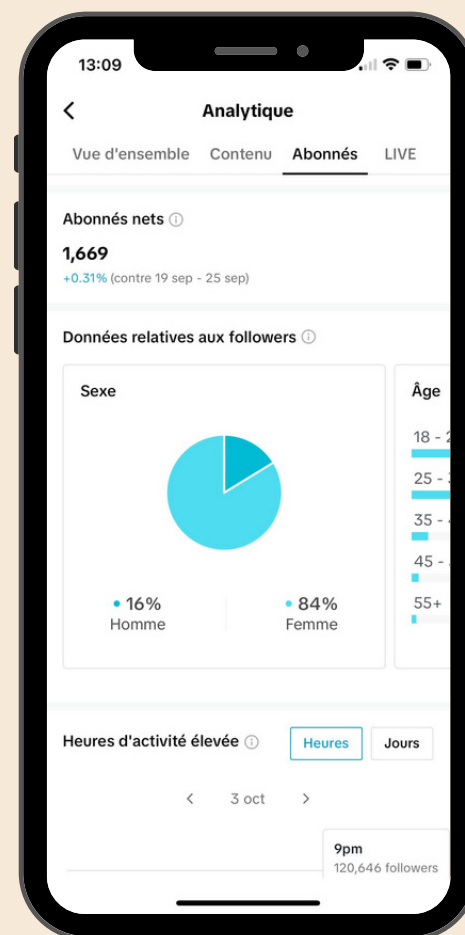 13:09
Analytique
Vue d'ensemble Contenu Abonnés LIVE
Abonnés nets
1,669
+0.31% (contre 19 sep - 25 sep)
Données relatives aux followers
Sexe
16%
Homme
84%
Femme
Âge
18 -
25 -
35 -
45 -
55+
Heures d'activité élevée
Heures Jours
3 oct
9pm
120,646 followers